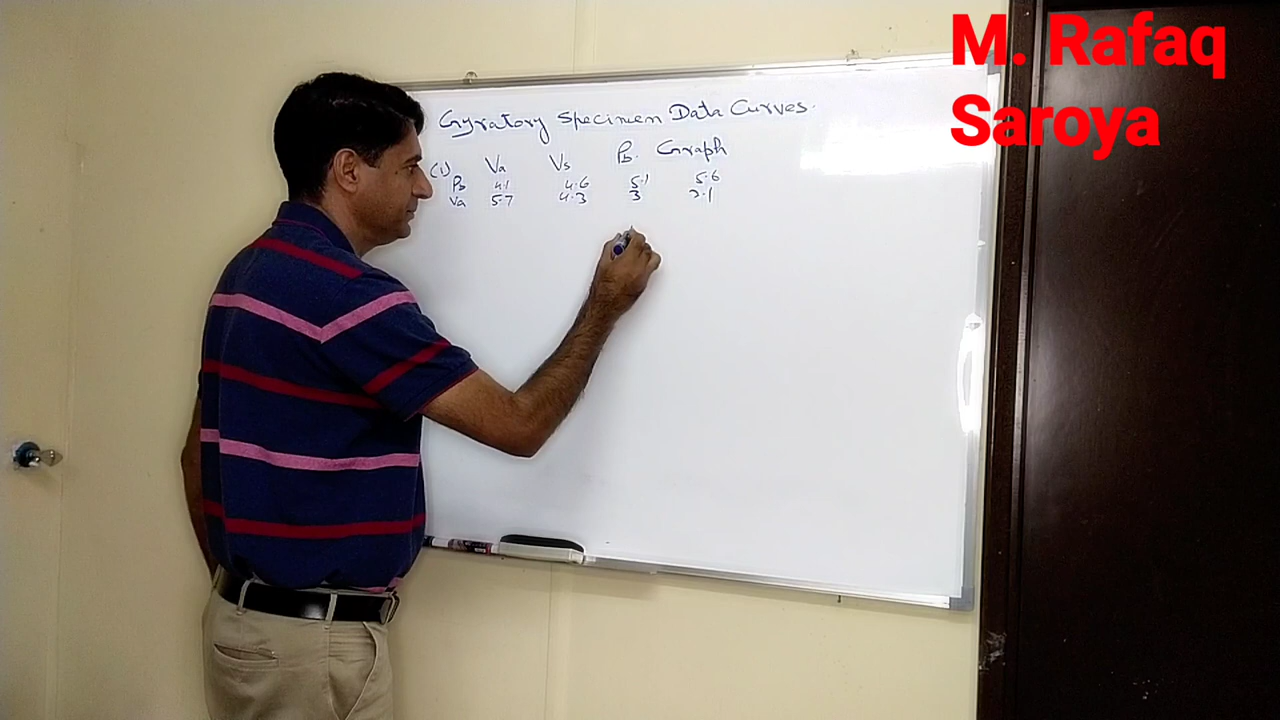 M. Rafaq
Saroya
Gyratory Specimen Data Curves.
(1) Va Vs Pb. Graph
Pb 4.1 4.6 5.1 5.6
Va 5.7 4.3 3 2.1